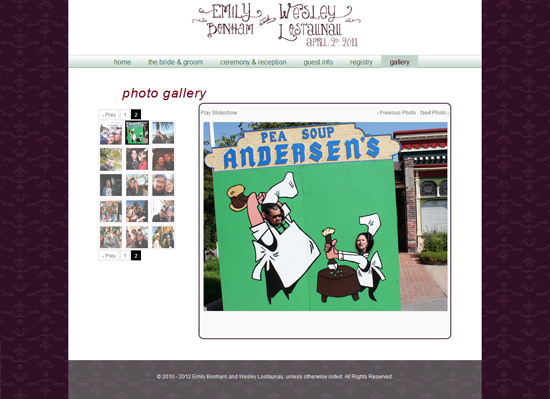 EMILY and WESLEY
BONHAM LOSTAUNAU
APRIL 2ND 2011
home the bride & groom ceremony & reception guest info registry gallery
photo gallery
‹ Prev 1 2
Play Slideshow ‹ Previous Photo Next Photo ›
PEA SOUP
ANDERSEN'S
‹ Prev 1 2
© 2010 - 2012 Emily Bonham and Wesley Lostaunau, unless otherwise noted. All Rights Reserved.